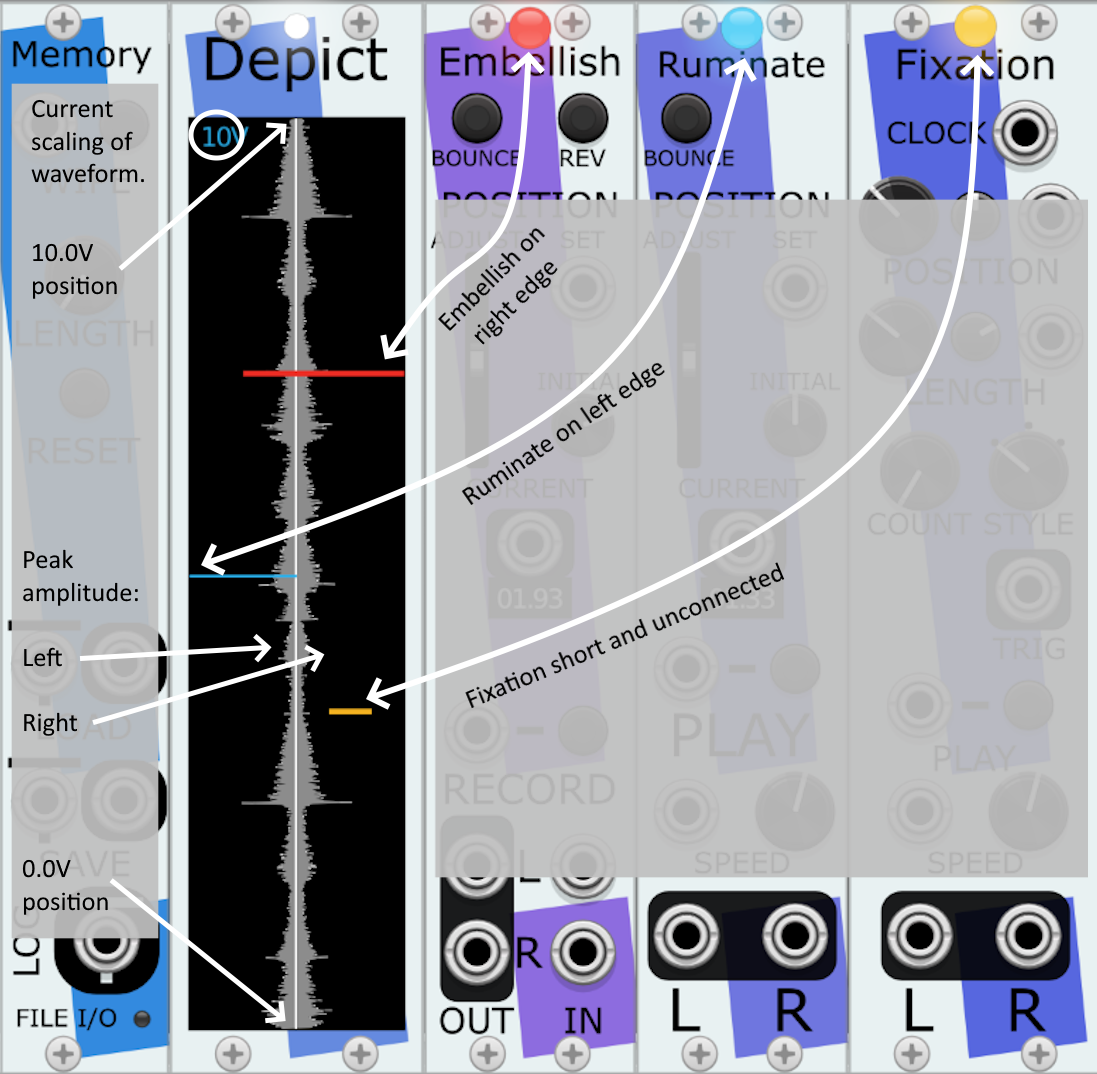 Memory
Depict
Embellish
Ruminate
Fixation
Current
scaling of
waveform.
10V
BOUNCE
REV
BOUNCE
CLOCK
WIPE
POSITION
POSITION
ADJUST
SET
ADJUST
SET
10.0V
position
LENGTH
POSITION
Embellish on
right edge
INITIAL
INITIAL
LENGTH
RESET
Ruminate on left edge
CURRENT
CURRENT
COUNT
STYLE
Peak
amplitude:
Fixation short and unconnected
01.93
Left
TRIG
Right
LOAD
PLAY
PLAY
RECORD
0.0V
position
SAVE
L
SPEED
SPEED
R
FILE I/O
OUT
IN
L
R
L
R